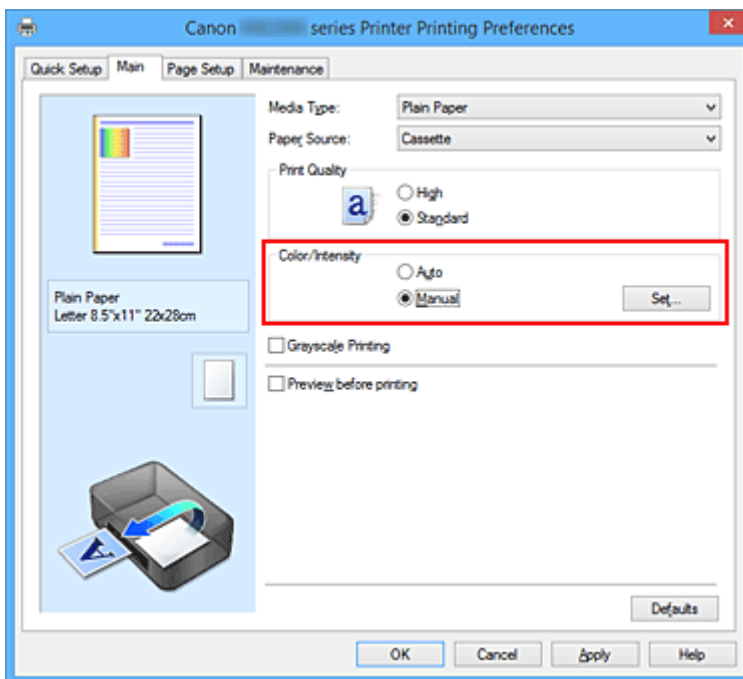 Canon series Printer Printing Preferences
Quick Setup Main Page Setup Maintenance
Media Type: Plain Paper
Paper Source: Cassette
Print Quality
a
High
Standard
Color/Intensity
Auto
Manual Set...
Plain Paper
Letter 8.5"x11" 22x28cm
Grayscale Printing
Preview before printing
A
Defaults
OK Cancel Apply Help